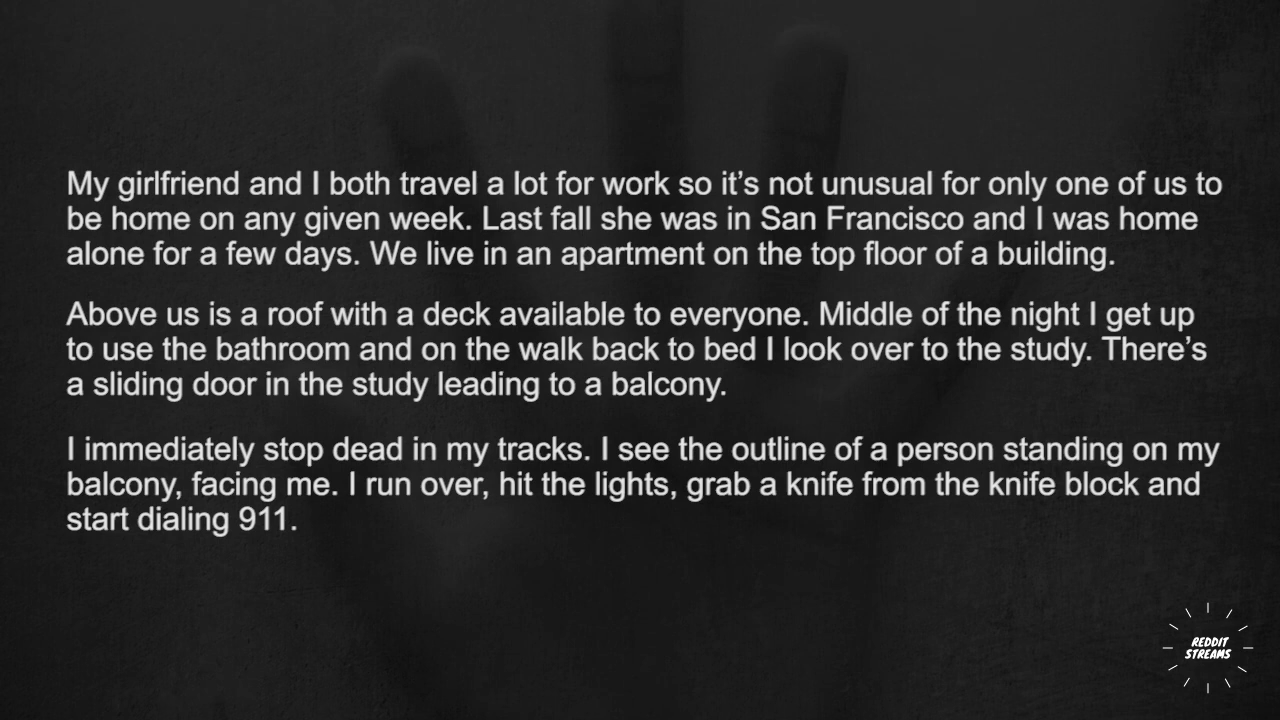 My girlfriend and I both travel a lot for work so it’s not unusual for only one of us to
be home on any given week. Last fall she was in San Francisco and I was home
alone for a few days. We live in an apartment on the top floor of a building.
Above us is a roof with a deck available to everyone. Middle of the night I get up
to use the bathroom and on the walk back to bed I look over to the study. There’s
a sliding door in the study leading to a balcony.
I immediately stop dead in my tracks. I see the outline of a person standing on my
balcony, facing me. I run over, hit the lights, grab a knife from the knife block and
start dialing 911.
REDDIT
STREAMS